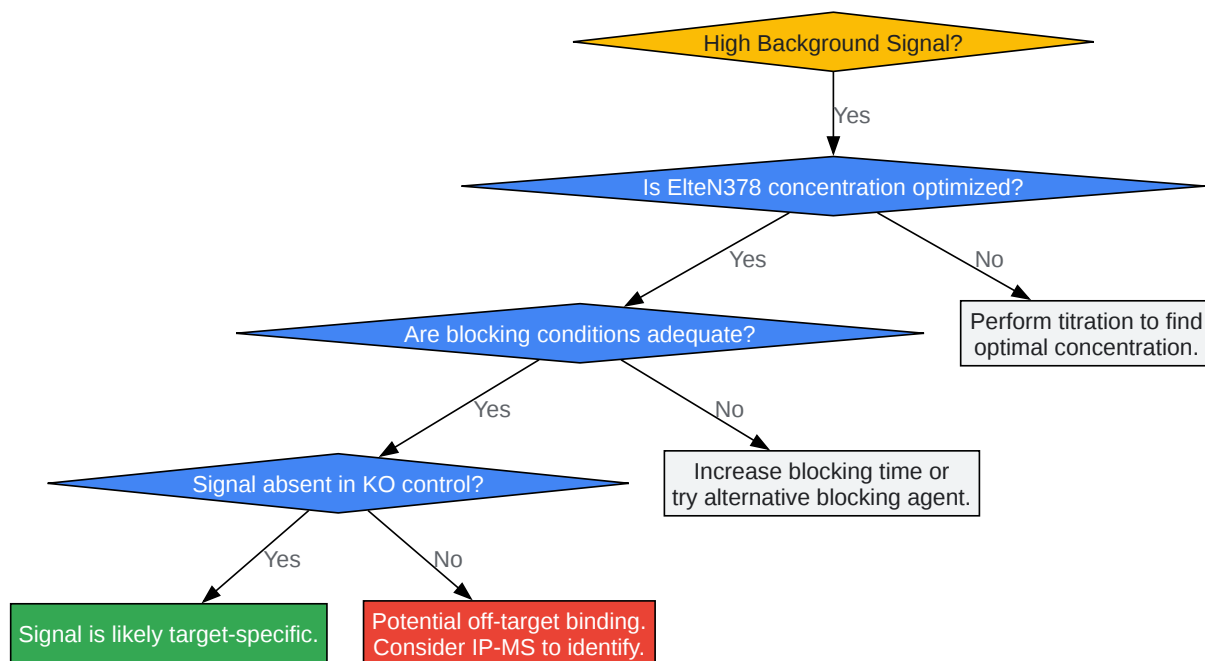 High Background Signal?
Yes
Is ElteN378 concentration optimized?
Yes
No
Are blocking conditions adequate?
Perform titration to find
optimal concentration.
Yes
No
Signal absent in KO control?
Increase blocking time or
try alternative blocking agent.
Yes
No
Signal is likely target-specific.
Potential off-target binding.
Consider IP-MS to identify.